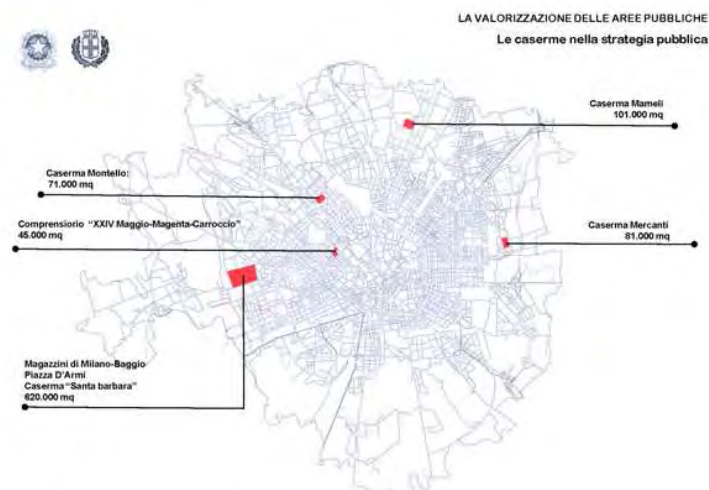 LA VALORIZZAZIONE DELLE AREE PUBBLICHE
Le caserme nella strategia pubblica
Caserma Mameli
101.000 mq
Caserma Montello:
71.000 mq
Comprensiorio "XXIV Maggio-Magenta-Carroccio"
45.000 mq
Caserma Mercanti
81.000 mq
Magazzini di Milano-Baggio
Piazza D'Armi
Caserma "Santa barbara"
620.000 mq